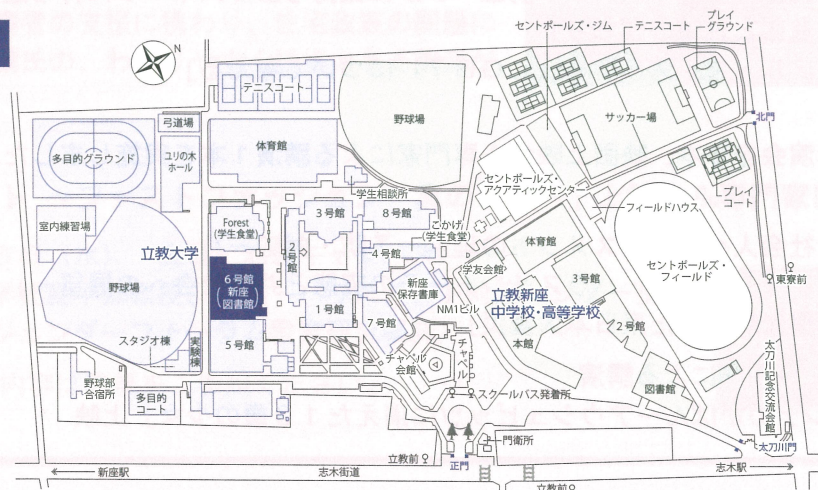 N
セントポールズ・ジム
テニスコート
プレイ
グラウンド
テニスコート
弓道場
野球場
サッカー場
北門
多目的グラウンド
ユリの木
ホール
体育館
学生相談所
セントポールズ・
アクアティックセンター
プレイ
コート
室内練習場
Forest
(学生食堂)
3号館
8号館
こかげ
(学生食堂)
フィールドハウス
立教大学
2号館
4号館
体育館
学友会館
3号館
セントポールズ・
フィールド
東寮前
野球場
6号館
(新座
図書館)
新座
保存書庫
NM1ビル
立教新座
中学校・高等学校
1号館
7号館
2号館
スタジオ棟
実験棟
5号館
チャペル
会館
チャペル
本館
太刀川記念交流会館
野球部
合宿所
多目的
コート
スクールバス発着所
図書館
門衛所
立教前
正門
太刀川門
新座駅
志木街道
志木駅
立教前